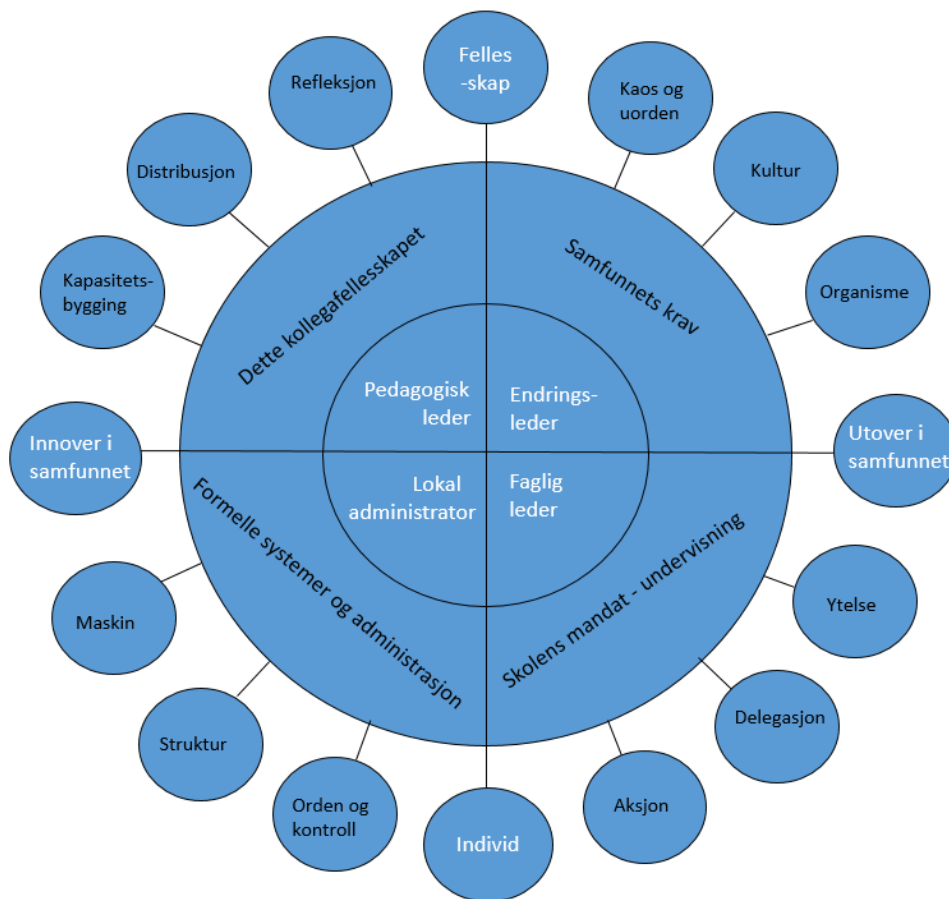 Felles
-skap
Refleksjon
Kaos og
uorden
Distribusjon
Kultur
Kapasitets-
bygging
Organisme
Dette kollegafellesskapet
Samfunnets krav
Pedagogisk
leder
Endrings-
leder
Innover i
samfunnet
Utover i
samfunnet
Lokal
administrator
Faglig
leder
Formelle systemer og administrasjon
Skolens mandat - undervisning
Maskin
Ytelse
Struktur
Delegasjon
Orden og
kontroll
Individ
Aksjon